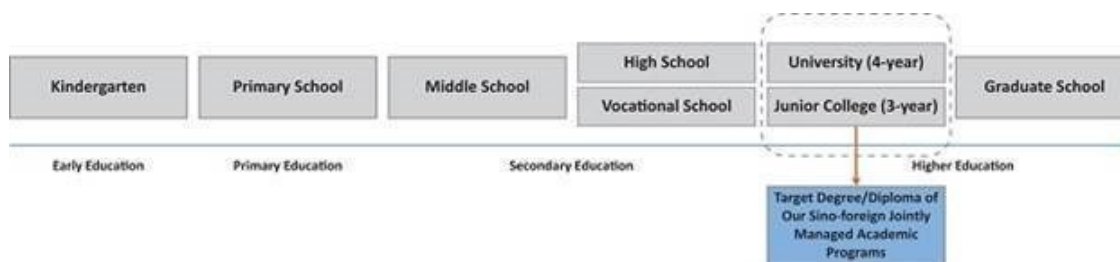 Kindergarten
Primary School
Middle School
High School
Vocational School
University (4-year)
Junior College (3-year)
Graduate School
Early Education
Primary Education
Secondary Education
Higher Education
Target Degree/Diploma of
Our Sino-foreign Jointly
Managed Academic
Programs